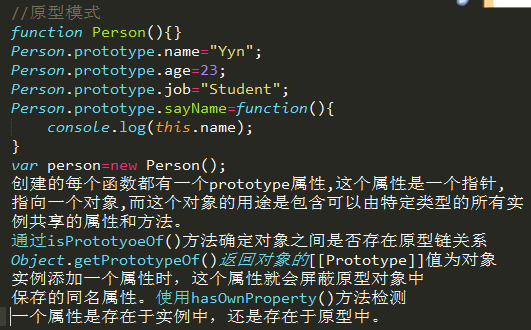 //原型模式
function Person(){}
Person.prototype.name="Yyn";
Person.prototype.age=23;
Person.prototype.job="Student";
Person.prototype.sayName=function(){
    console.log(this.name);
}
var person=new Person();
创建的每个函数都有一个prototype属性,这个属性是一个指针,
指向一个对象,而这个对象的用途是包含可以由特定类型的所有实
例共享的属性和方法。
通过isPrototyoeOf()方法确定对象之间是否存在原型链关系
Object.getPrototypeOf()返回对象的[[Prototype]]值为对象
实例添加一个属性时，这个属性就会屏蔽原型对象中
保存的同名属性。使用hasOwnProperty()方法检测
一个属性是存在于实例中，还是存在于原型中。